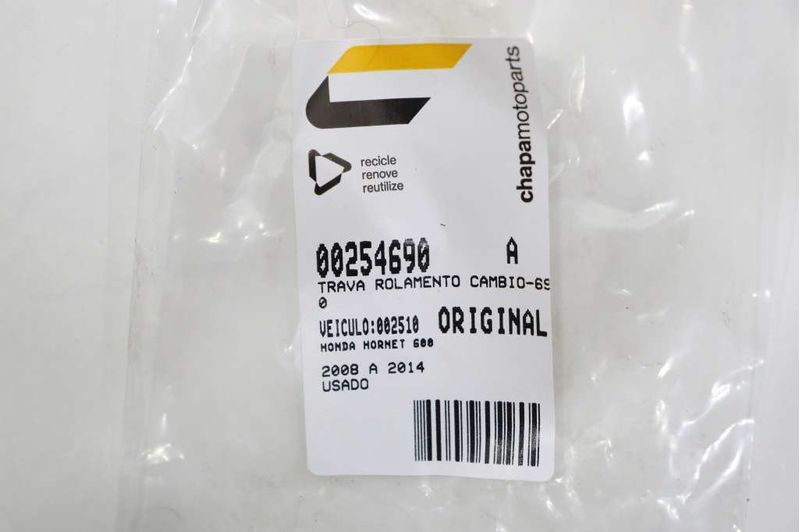 chapamotoparts
recicle
renove
reutilize
00254690 A
TRAVA ROLAMENTO CAMBIO-69
0
VEICULO:002510 ORIGINAL
HONDA HORNET 600
2008 A 2014
USADO